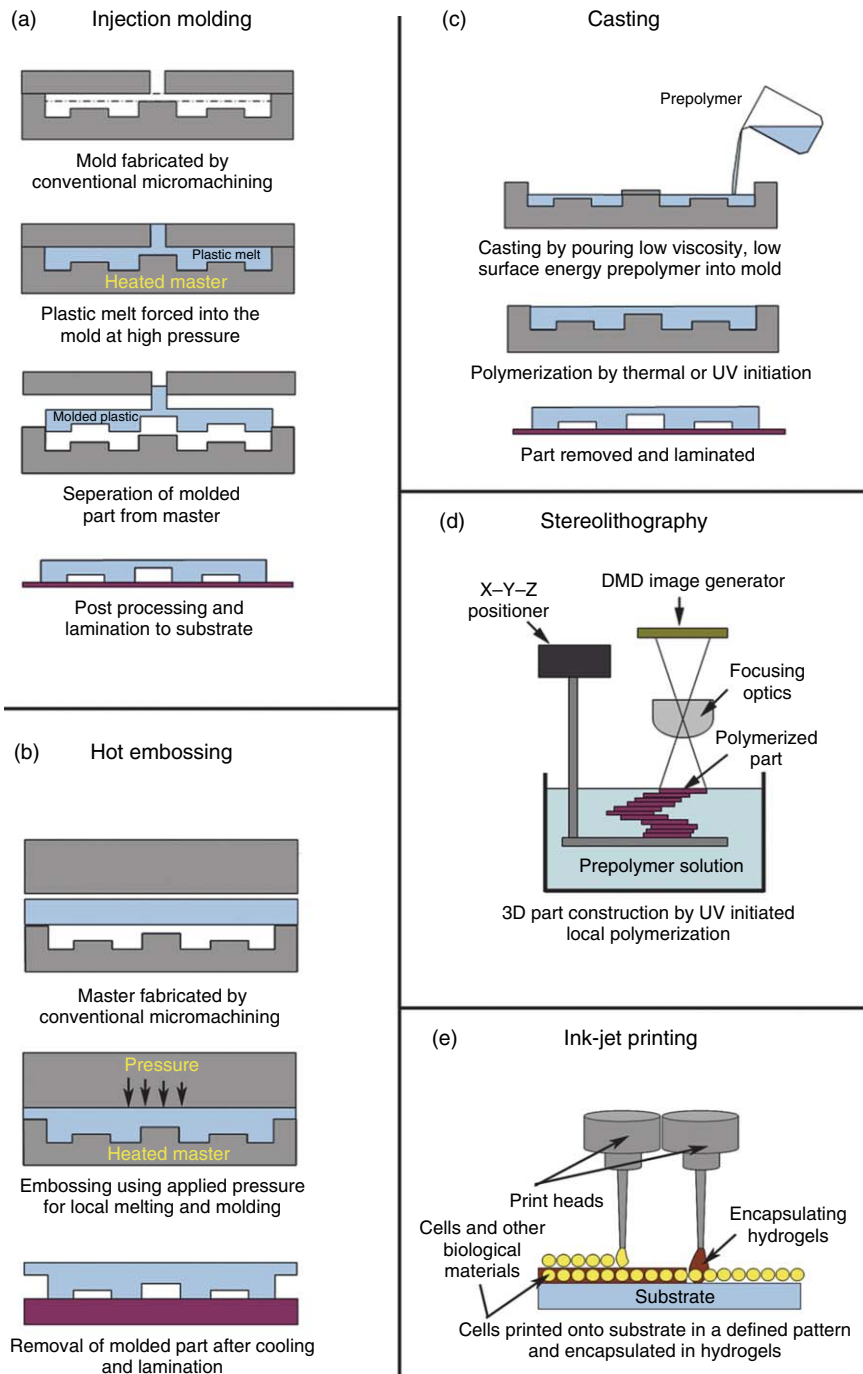 (a) Injection molding
Mold fabricated by
conventional micromachining
Plastic melt
Heated master
Plastic melt forced into the
mold at high pressure
Molded plastic
Seperation of molded
part from master
Post processing and
lamination to substrate
(b) Hot embossing
Master fabricated by
conventional micromachining
Pressure
Heated master
Embossing using applied pressure
for local melting and molding
Removal of molded part after cooling
and lamination
(c) Casting
Prepolymer
Casting by pouring low viscosity, low
surface energy prepolymer into mold
Polymerization by thermal or UV initiation
Part removed and laminated
(d) Stereolithography
DMD image generator
X–Y–Z
positioner
Focusing
optics
Polymerized
part
Prepolymer solution
3D part construction by UV initiated
local polymerization
(e) Ink-jet printing
Print heads
Cells and other
biological
materials
Encapsulating
hydrogels
Substrate
Cells printed onto substrate in a defined pattern
and encapsulated in hydrogels